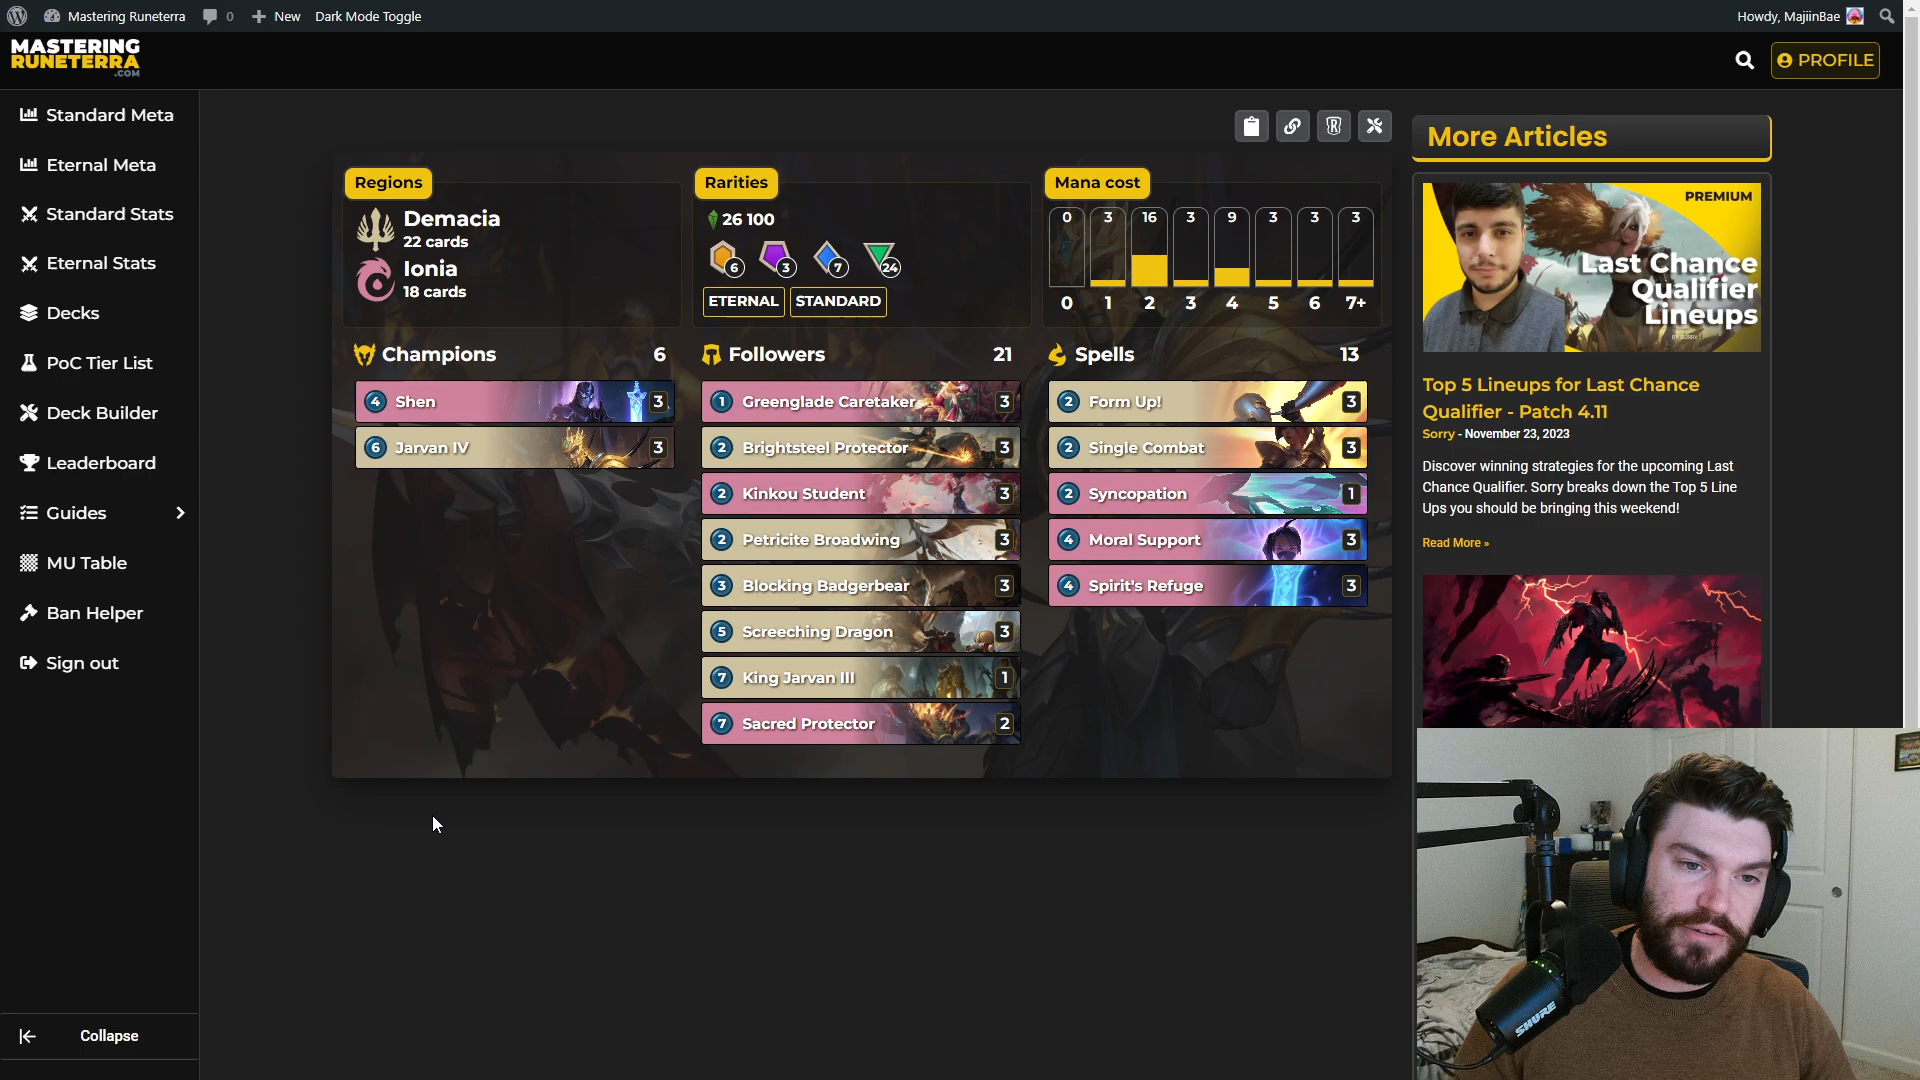 Mastering Runeterra
0
New
Dark Mode Toggle
Howdy, MajiinBae
MASTERING
RUNETERRA
.COM
PROFILE
Standard Meta
Eternal Meta
Standard Stats
Eternal Stats
Decks
PoC Tier List
Deck Builder
Leaderboard
Guides
MU Table
Ban Helper
Sign out
Collapse
Regions
Demacia
22 cards
Ionia
18 cards
Rarities
26 100
6 3 7 24
ETERNAL STANDARD
Mana cost
0 3 16 3 9 3 3 3
0 1 2 3 4 5 6 7+
Champions 6
4 Shen 3
6 Jarvan IV 3
Followers 21
1 Greenglade Caretaker 3
2 Brightsteel Protector 3
2 Kinkou Student 3
2 Petricite Broadwing 3
3 Blocking Badgerbear 3
5 Screeching Dragon 3
7 King Jarvan III 1
7 Sacred Protector 2
Spells 13
2 Form Up! 3
2 Single Combat 3
2 Syncopation 1
4 Moral Support 3
4 Spirit's Refuge 3
More Articles
PREMIUM
Last Chance
Qualifier
Lineups
BY SORRY
Top 5 Lineups for Last Chance
Qualifier - Patch 4.11
Sorry - November 23, 2023
Discover winning strategies for the upcoming Last
Chance Qualifier. Sorry breaks down the Top 5 Line
Ups you should be bringing this weekend!
Read More »
SHURE